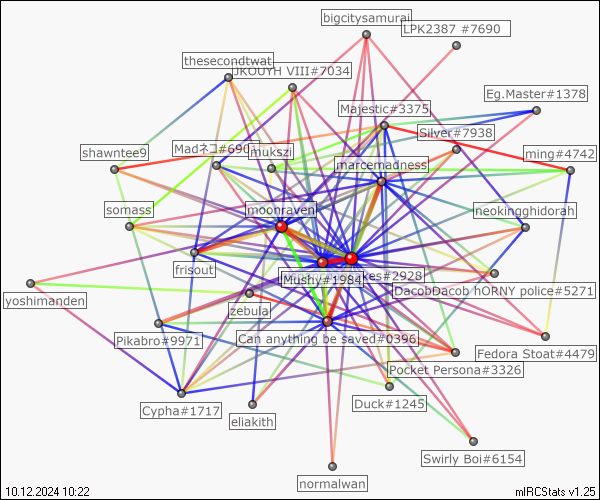 bigcitysamurai
LPK2387 #7690
thesecondtwat
JKOUYH VIII#7034
Eg.Master#1378
Majestic#3375
Silver#7938
Madネコ#690
mukszi
shawntee9
ming#4742
marcemadness
somass
moonraven
neokingghidorah
frisout
Mushy#1984
kes#2928
DacobDacob hORNY police#5271
yoshimanden
zebula
Pikabro#9971
Can anything be saved#0396
Fedora Stoat#4479
Pocket Persona#3326
Cypha#1717
Duck#1245
eliakith
Swirly Boi#6154
normalwan
10.12.2024 10:22
mIRCStats v1.25